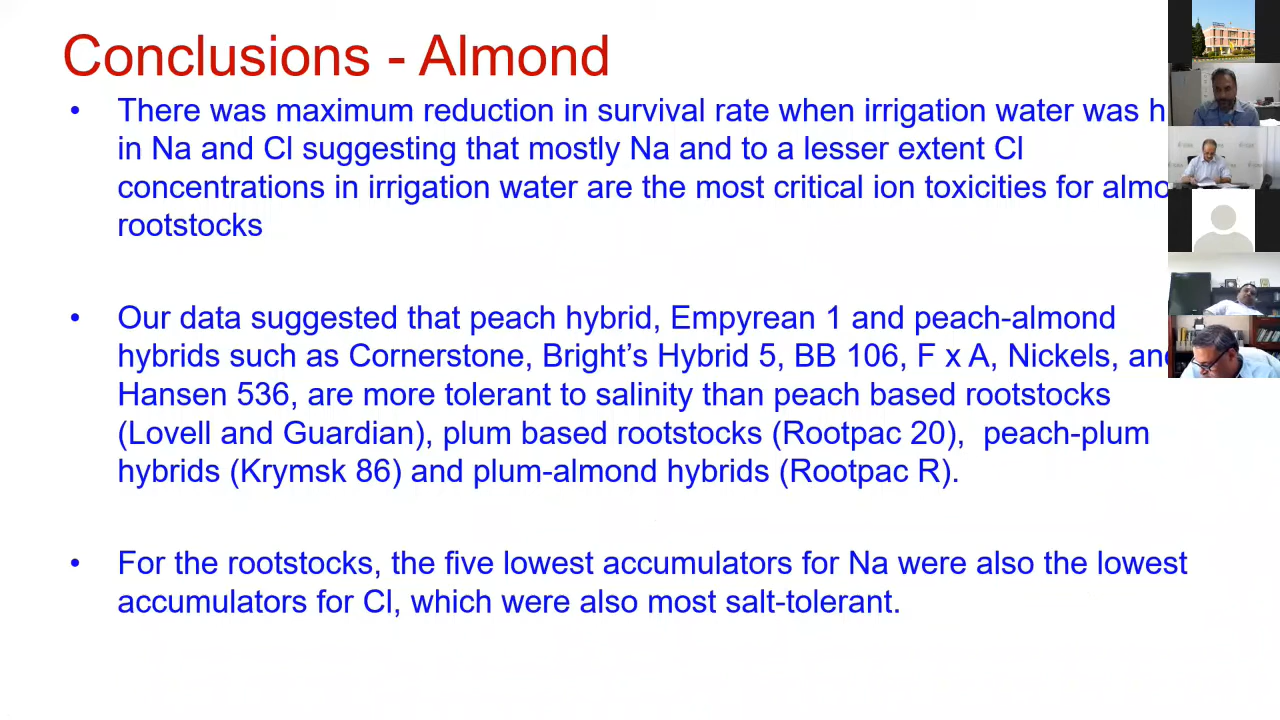 Conclusions - Almond
• There was maximum reduction in survival rate when irrigation water was
in Na and Cl suggesting that mostly Na and to a lesser extent Cl
concentrations in irrigation water are the most critical ion toxicities for
rootstocks
• Our data suggested that peach hybrid, Empyrean 1 and peach-almond
hybrids such as Cornerstone, Bright’s Hybrid 5, BB 106, F x A, Nickels, and
Hansen 536, are more tolerant to salinity than peach based rootstocks
(Lovell and Guardian), plum based rootstocks (Rootpac 20), peach-plum
hybrids (Krymsk 86) and plum-almond hybrids (Rootpac R).
• For the rootstocks, the five lowest accumulators for Na were also the lowest
accumulators for Cl, which were also most salt-tolerant.